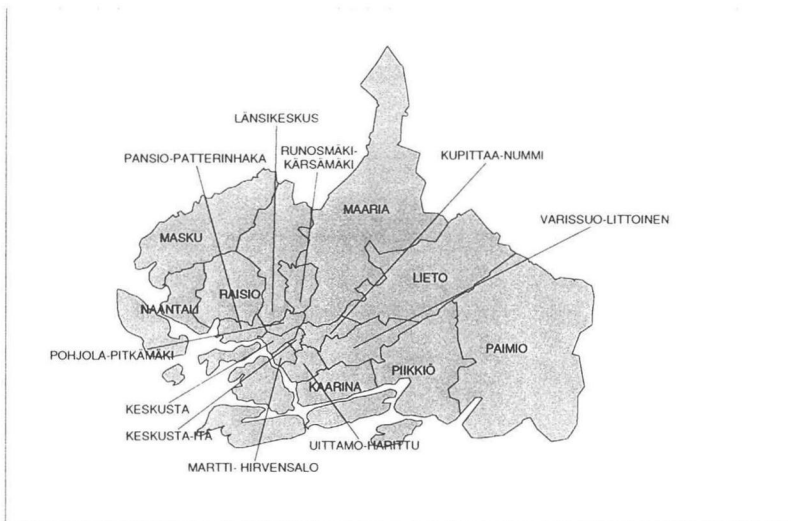 LÄNSIKESKUS
PANSIO-PATTERINHAKA
RUNOSMÄKI-
KÄRSÄMÄKI
KUPITTAA-NUMMI
MAARIA
VARISSUO-LITTOINEN
MASKU
LIETO
RAISIO
NAANTALI
PAIMIO
POHJOLA-PITKÄMÄKI
PIIKKIÖ
KAARINA
KESKUSTA
KESKUSTA-ITÄ
UITTAMO-HARITTU
MARTTI- HIRVENSALO